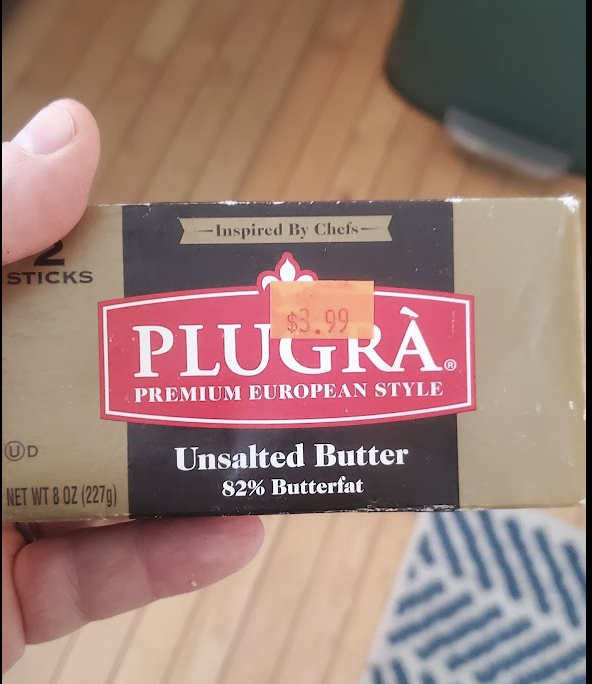 Inspired By Chefs
2
STICKS
$3.99
PLUGRÀ®
PREMIUM EUROPEAN STYLE
Unsalted Butter
82% Butterfat
ⓊD
NET WT 8 OZ (227g)